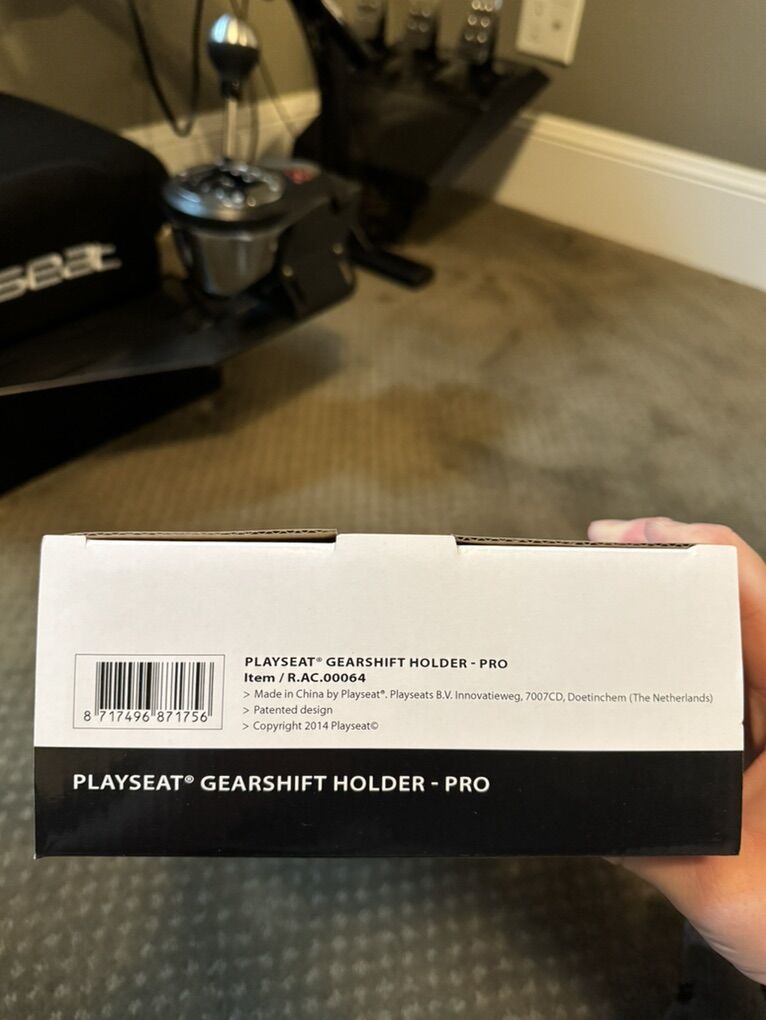 seat
8 717496 871756
PLAYSEAT® GEARSHIFT HOLDER - PRO
Item / R.AC.00064
> Made in China by Playseat®. Playseats B.V. Innovatieweg, 7007CD, Doetinchem (The Netherlands)
> Patented design
> Copyright 2014 Playseat©
PLAYSEAT® GEARSHIFT HOLDER - PRO